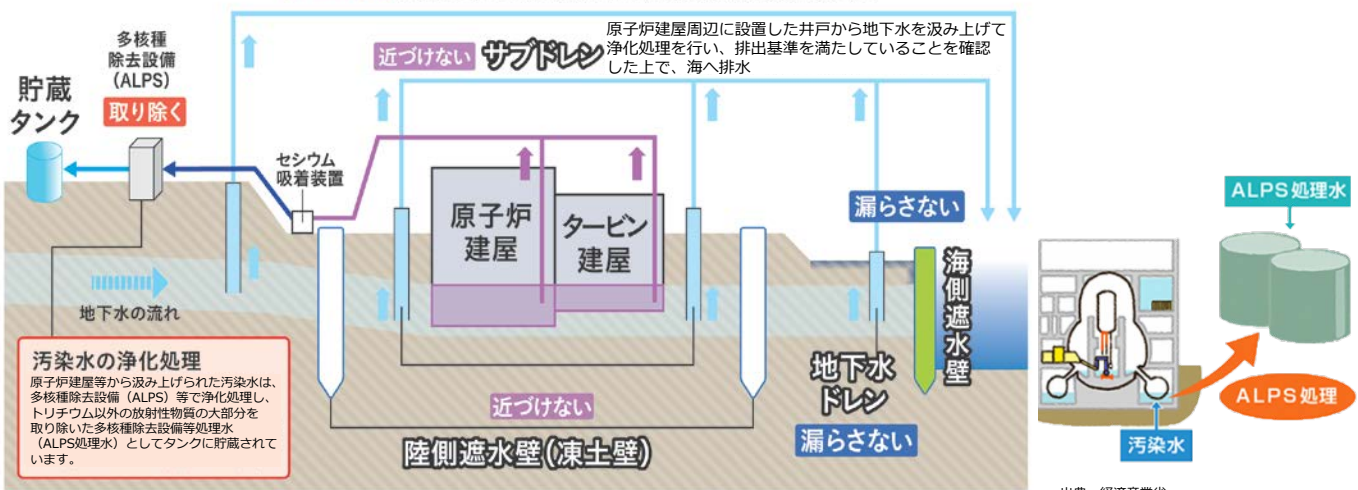 多核種
除去設備
(ALPS)
取り除く
貯蔵
タンク
セシウム
吸着装置
近づけない
サブドレン
原子炉建屋周辺に設置した井戸から地下水を汲み上げて
浄化処理を行い、排出基準を満たしていることを確認
した上で、海へ排水
原子炉
建屋
タービン
建屋
漏らさない
海側遮水壁
地下水の流れ
汚染水の浄化処理
原子炉建屋等から汲み上げられた汚染水は、
多核種除去設備（ALPS）等で浄化処理し、
トリチウム以外の放射性物質の大部分を
取り除いた多核種除去設備等処理水
（ALPS処理水）としてタンクに貯蔵されて
います。
近づけない
陸側遮水壁(凍土壁)
地下水
ドレン
漏らさない
ALPS処理水
ALPS処理
汚染水